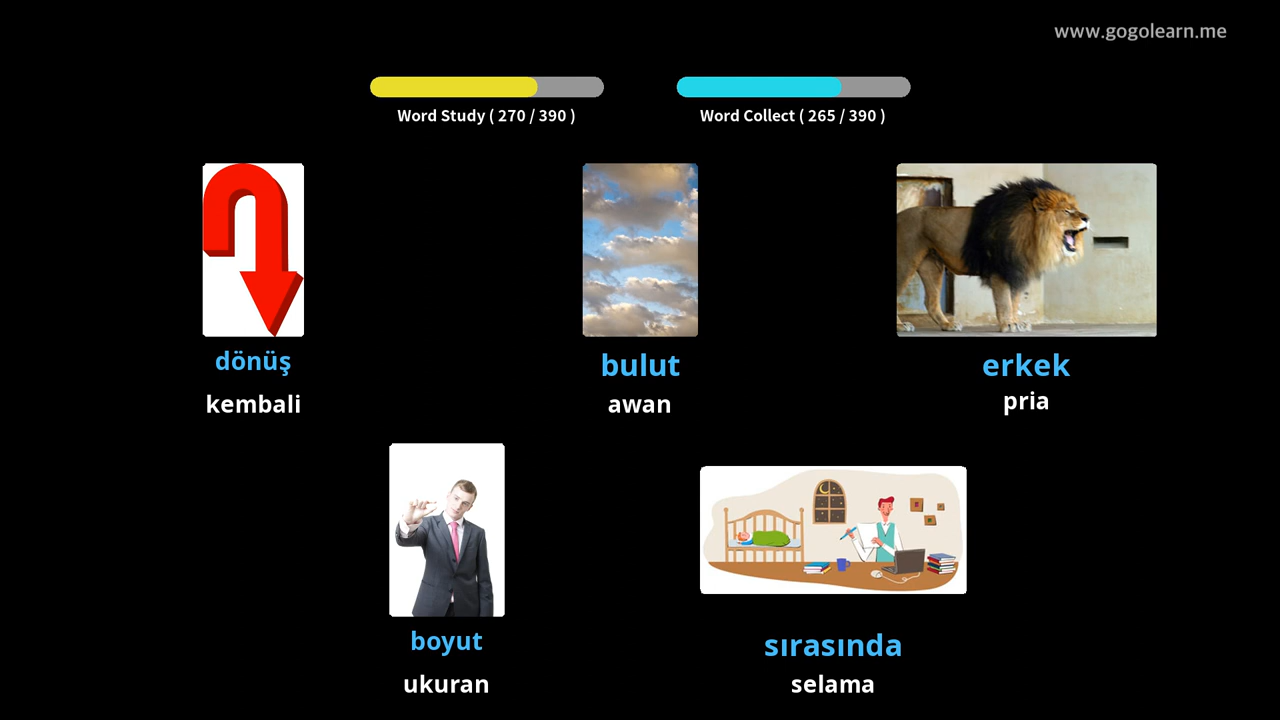 www.gogolearn.me
Word Study ( 270 / 390 )
Word Collect ( 265 / 390 )
dönüş
kembali
bulut
awan
erkek
pria
boyut
ukuran
sırasında
selama